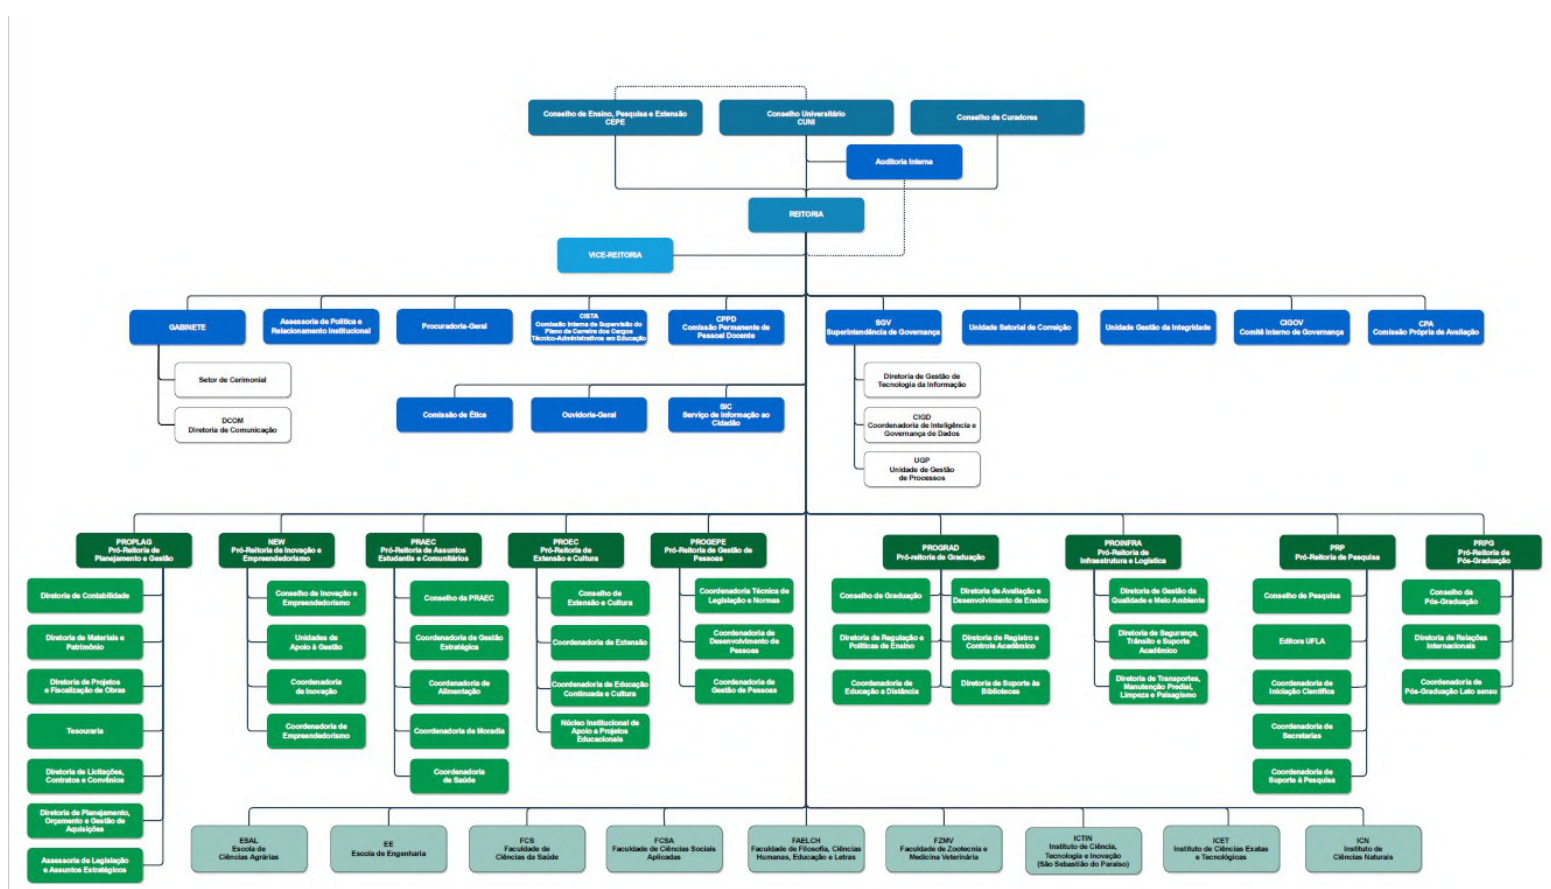 Conselho de Ensino, Pesquisa e Extensão
CEPE
Conselho Universitário
CUNI
Conselho de Curadores
Auditoria Interna
REITORIA
VICE-REITORIA
GABINETE
Assessoria de Política e
Relacionamento Institucional
Procuradoria-Geral
CISTA
Comissão Interna de Supervisão do
Plano de Carreira dos Cargos
Técnico-Administrativos em Educação
CPPD
Comissão Permanente de
Pessoal Docente
SGV
Superintendência de Governança
Unidade Setorial de Correição
Unidade Gestão da Integridade
CIGOV
Comitê Interno de Governança
CPA
Comissão Própria de Avaliação
Setor de Cerimonial
DCOM
Diretoria de Comunicação
Comissão de Ética
Ouvidoria-Geral
SIC
Serviço de Informação ao
Cidadão
Diretoria de Gestão de
Tecnologia da Informação
CIGD
Coordenadoria de Inteligência e
Governança de Dados
UGP
Unidade de Gestão
de Processos
PROPLAG
Pró-Reitoria de
Planejamento e Gestão
NEW
Pró-Reitoria de Inovação e
Empreendedorismo
PRAEC
Pró-Reitoria de Assuntos
Estudantis e Comunitários
PROEC
Pró-Reitoria de
Extensão e Cultura
PROGEPE
Pró-Reitoria de Gestão de
Pessoas
PROGRAD
Pró-reitoria de Graduação
PROINFRA
Pró-Reitoria de
Infraestrutura e Logística
PRP
Pró-Reitoria de Pesquisa
PRPG
Pró-Reitoria de
Pós-Graduação
Diretoria de Contabilidade
Diretoria de Materiais e
Patrimônio
Diretoria de Projetos
e Fiscalização de Obras
Tesouraria
Diretoria de Licitações,
Contratos e Convênios
Diretoria de Planejamento,
Orçamento e Gestão de
Aquisições
Assessoria de Legislação
e Assuntos Estratégicos
Conselho de Inovação e
Empreendedorismo
Unidades de
Apoio à Gestão
Coordenadoria
de Inovação
Coordenadoria de
Empreendedorismo
Conselho da PRAEC
Coordenadoria de Gestão
Estratégica
Coordenadoria de
Alimentação
Coordenadoria de Moradia
Coordenadoria
de Saúde
Conselho de
Extensão e Cultura
Coordenadoria de Extensão
Coordenadoria de Educação
Continuada e Cultura
Núcleo Institucional de
Apoio a Projetos
Educacionais
Coordenadoria Técnica de
Legislação e Normas
Coordenadoria de
Desenvolvimento de
Pessoas
Coordenadoria de
Gestão de Pessoas
Conselho de Graduação
Diretoria de Regulação e
Políticas de Ensino
Coordenadoria de
Educação a Distância
Diretoria de Avaliação e
Desenvolvimento de Ensino
Diretoria de Registro e
Controle Acadêmico
Diretoria de Suporte às
Bibliotecas
Diretoria de Gestão da
Qualidade e Meio Ambiente
Diretoria de Segurança,
Trânsito e Suporte
Acadêmico
Diretoria de Transportes,
Manutenção Predial,
Limpeza e Paisagismo
Conselho de Pesquisa
Editora UFLA
Coordenadoria de
Iniciação Científica
Coordenadoria de
Secretarias
Coordenadoria de
Suporte à Pesquisa
Conselho da
Pós-Graduação
Diretoria de Relações
Internacionais
Coordenadoria de
Pós-Graduação Lato sensu
ESAL
Escola de
Ciências Agrárias
EE
Escola de Engenharia
FCS
Faculdade de
Ciências da Saúde
FCSA
Faculdade de Ciências Sociais
Aplicadas
FAELCH
Faculdade de Filosofia, Ciências
Humanas, Educação e Letras
FZMV
Faculdade de Zootecnia e
Medicina Veterinária
ICTIN
Instituto de Ciência,
Tecnologia e Inovação
(São Sebastião do Paraíso)
ICET
Instituto de Ciências Exatas
e Tecnológicas
ICN
Instituto de
Ciências Naturais